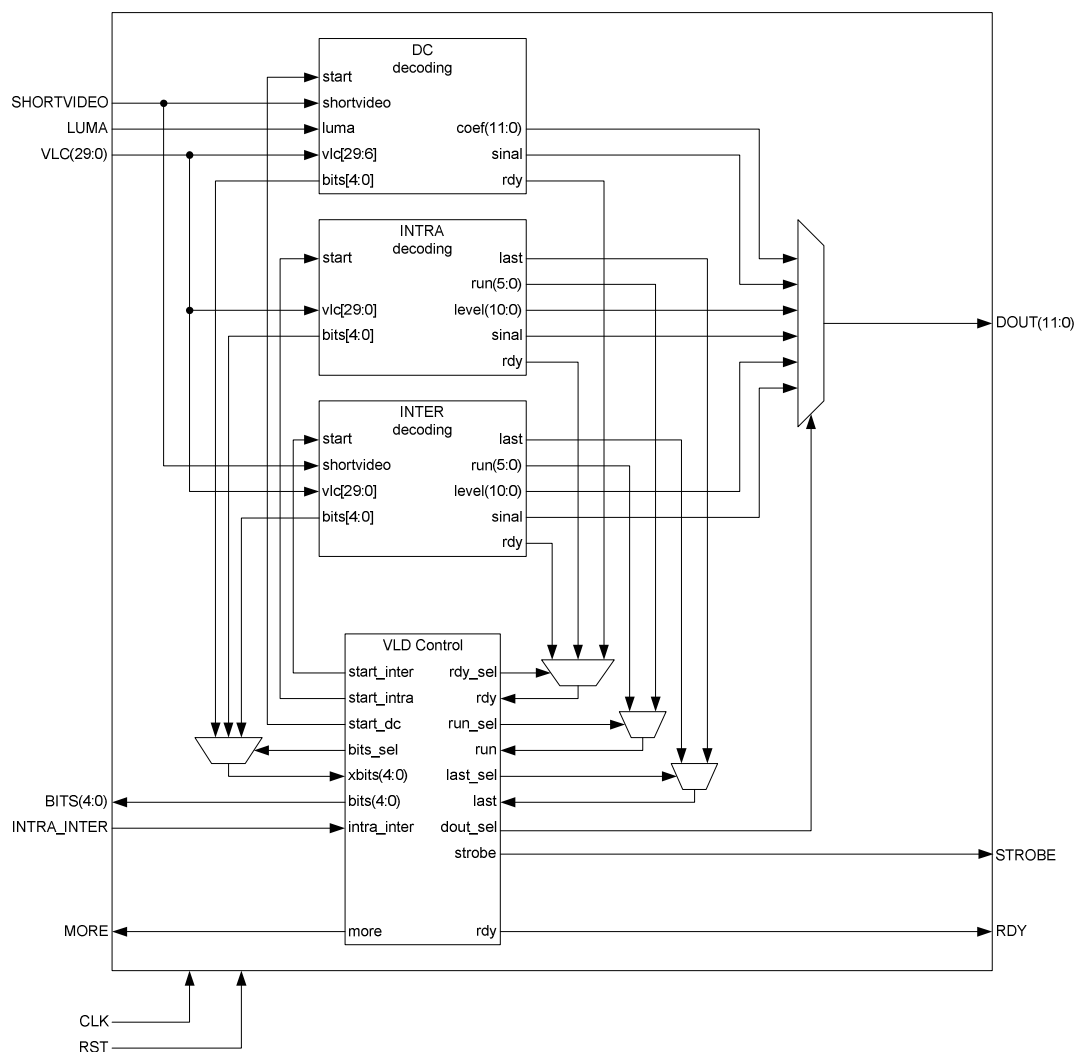 DC
decoding
start
SHORTVIDEO
shortvideo
LUMA
luma
coef(11:0)
VLC(29:0)
vlc[29:6]
sinal
bits[4:0]
rdy
INTRA
decoding
start
last
run(5:0)
vlc[29:0]
level(10:0)
DOUT(11:0)
bits[4:0]
sinal
rdy
INTER
decoding
start
last
shortvideo
run(5:0)
vlc[29:0]
level(10:0)
bits[4:0]
sinal
rdy
VLD Control
start_inter
rdy_sel
start_intra
rdy
start_dc
run_sel
bits_sel
run
xbits(4:0)
last_sel
BITS(4:0)
bits(4:0)
last
INTRA_INTER
intra_inter
dout_sel
strobe
STROBE
MORE
more
rdy
RDY
CLK
RST